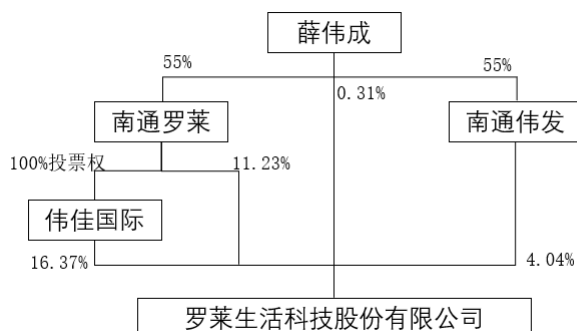 薛伟成
55%
55%
0.31%
南通罗莱
南通伟发
100%投票权
11.23%
伟佳国际
16.37%
4.04%
罗莱生活科技股份有限公司